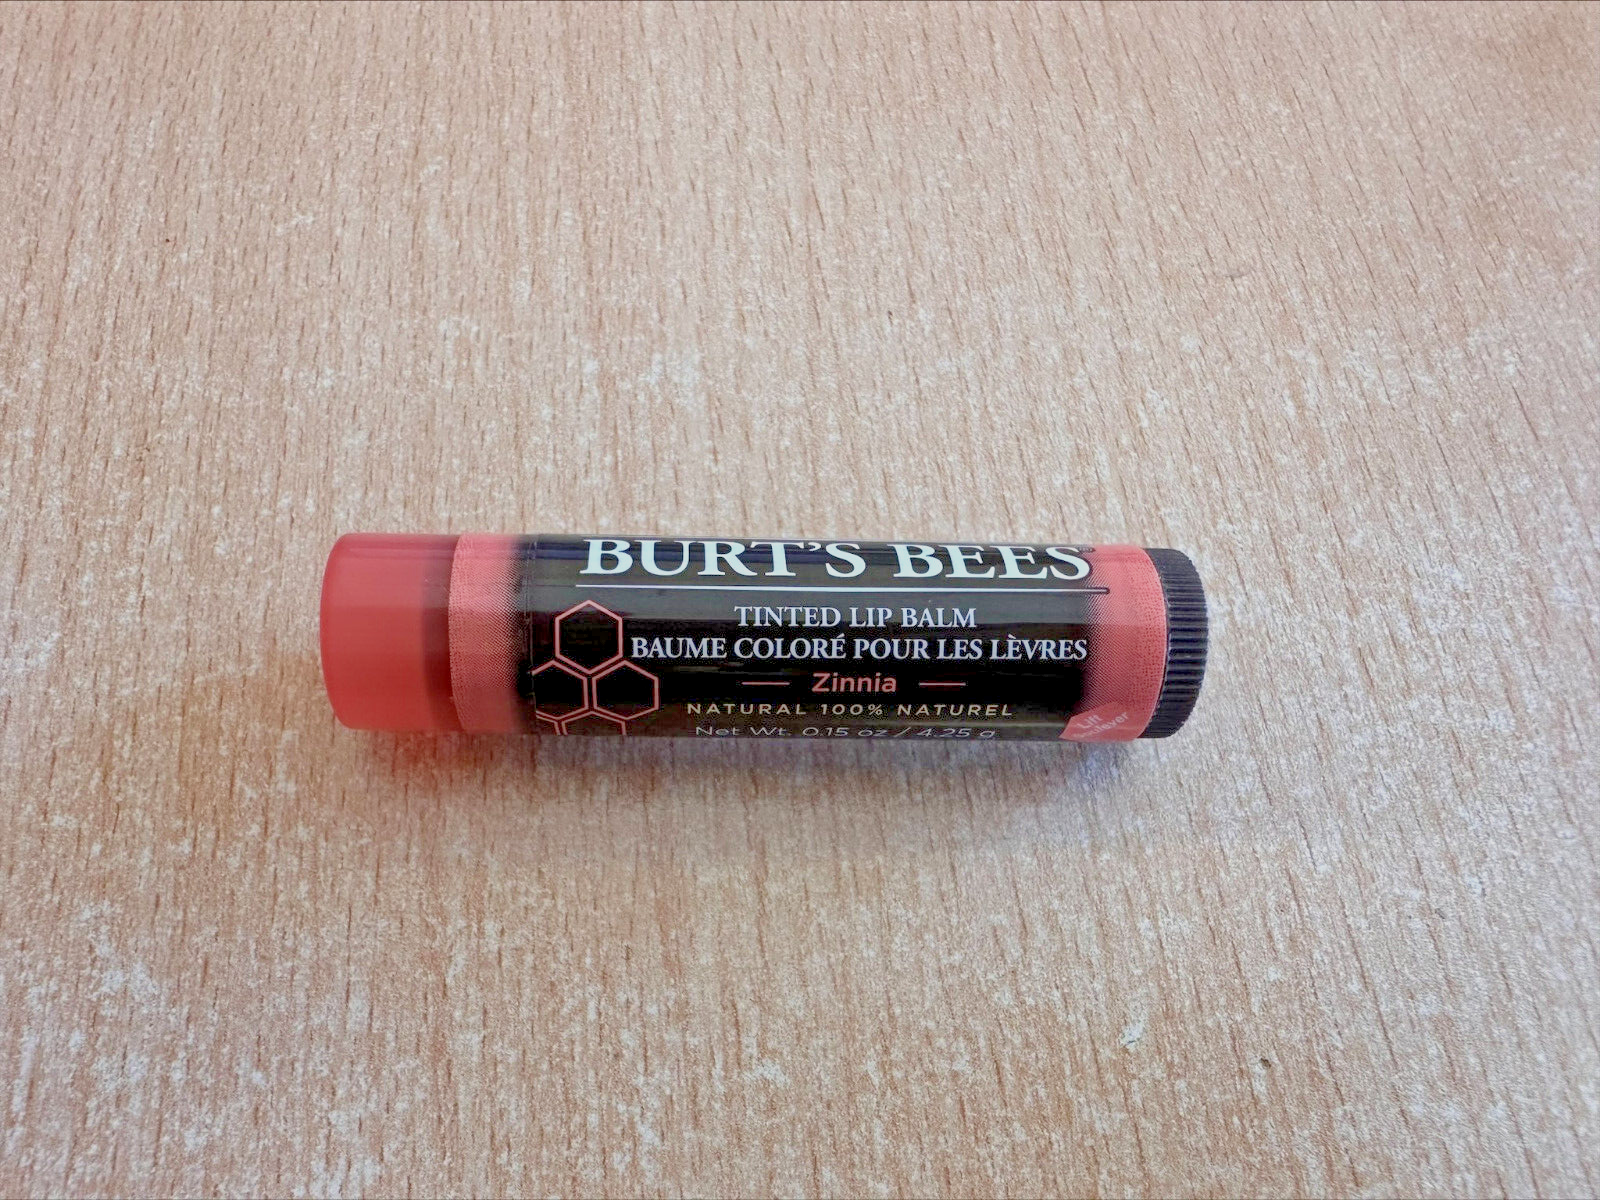 BURT'S BEES
TINTED LIP BALM
BAUME COLORÉ POUR LES LÈVRES
Zinnia
NATURAL 100% NATUREL
Net Wt. 0.15 oz / 4.25 g
Lift